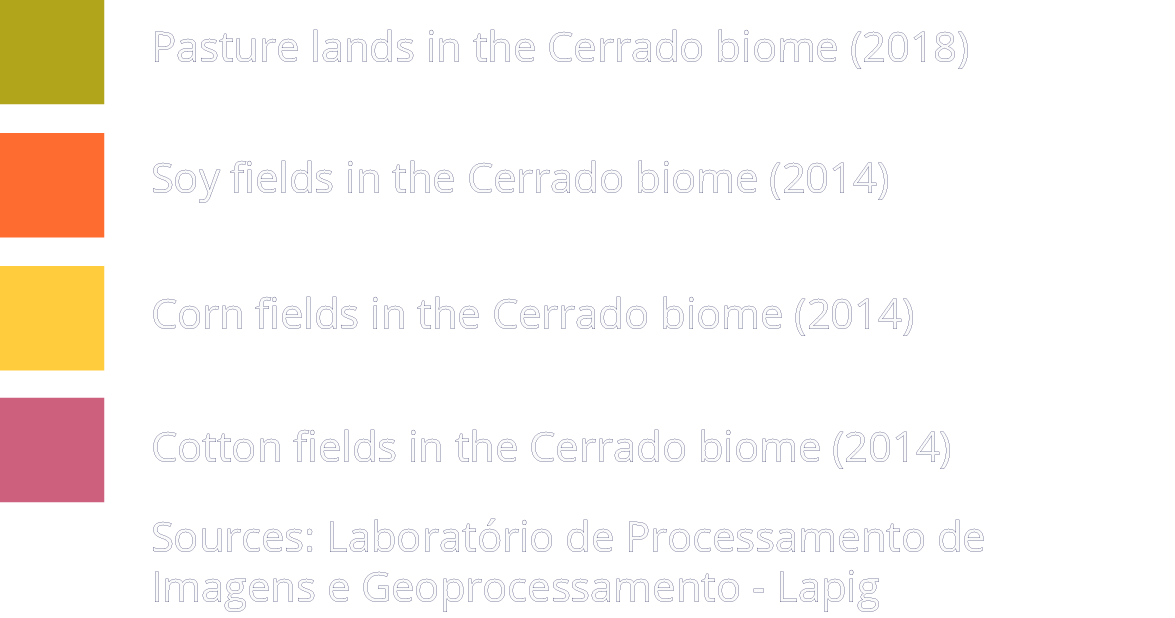 Pasture lands in the Cerrado biome (2018)
Soy fields in the Cerrado biome (2014)
Corn fields in the Cerrado biome (2014)
Cotton fields in the Cerrado biome (2014)
Sources: Laboratório de Processamento de
Imagens e Geoprocessamento - Lapig